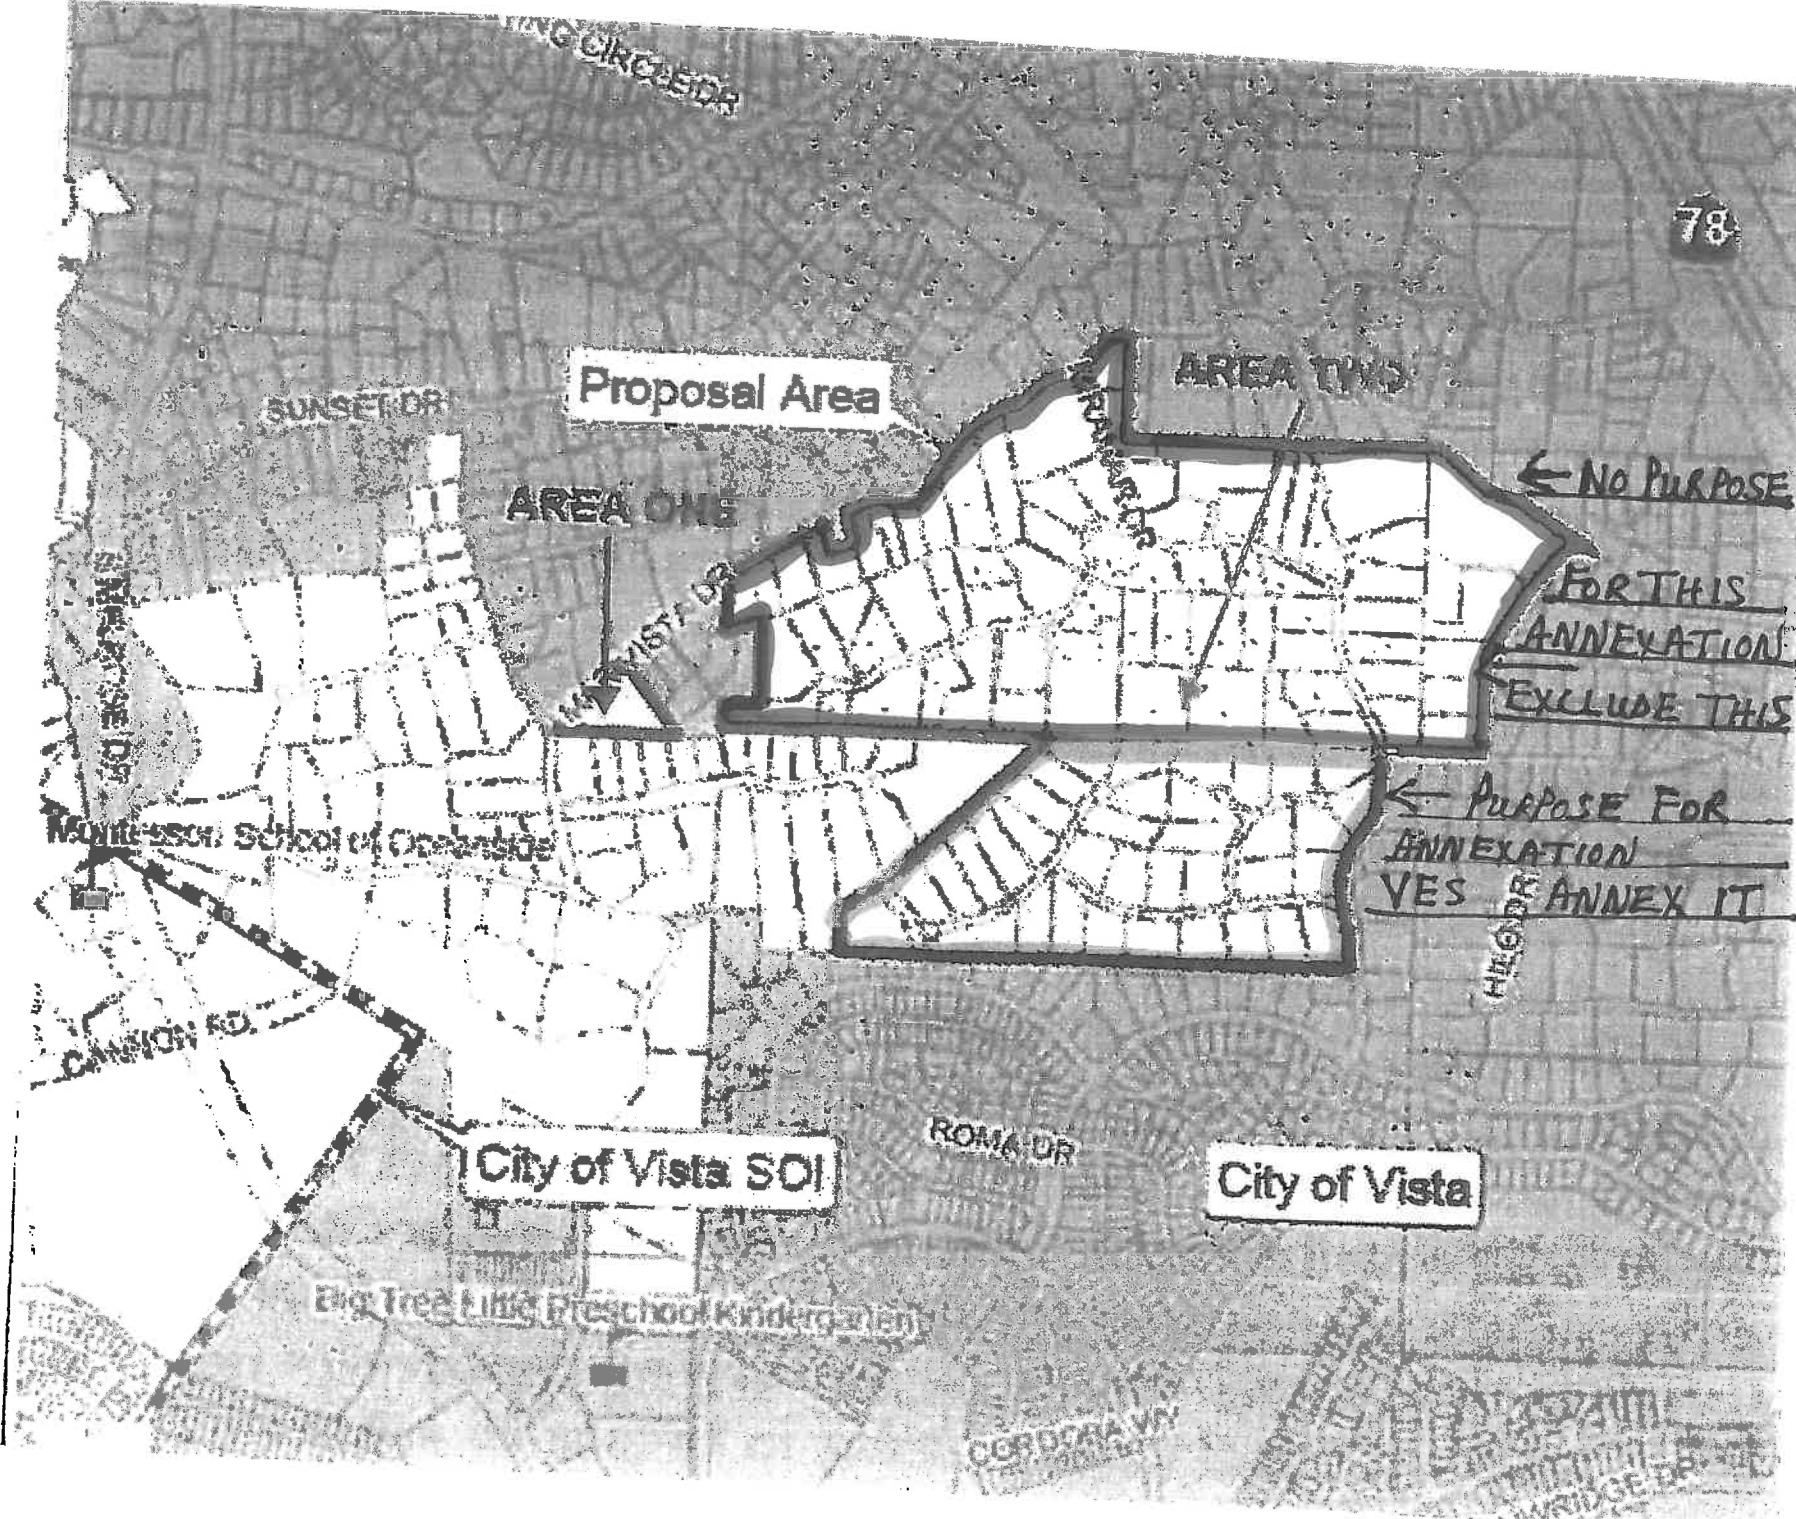 78
AREA TWO
Proposal Area
SUNSET DR
← NO PURPOSE
AREA ONE
FOR THIS
ANNEXATION
EXCLUDE THIS
← PURPOSE FOR
ANNEXATION
YES ANNEX IT
Montessori School of Oceanside
CANNON RD
ROMA DR
City of Vista SOI
City of Vista
Big Tree Little Preschool Kindergarten
CORDOBA WY